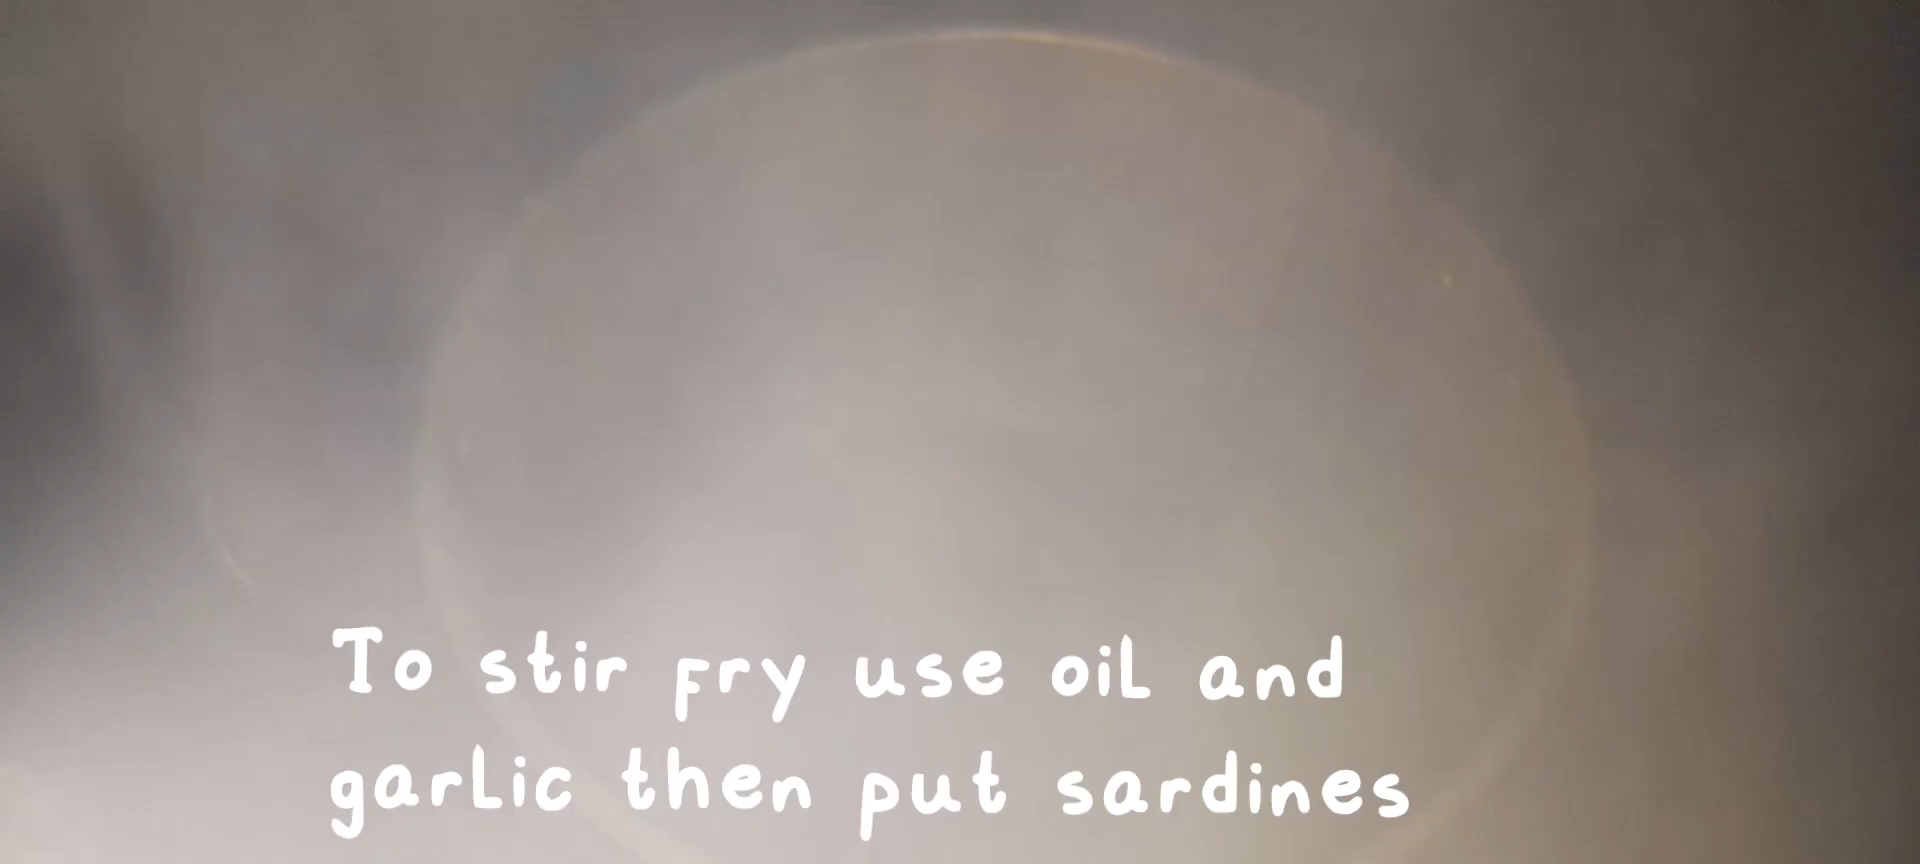 To stir fry use oil and
garlic then put sardines